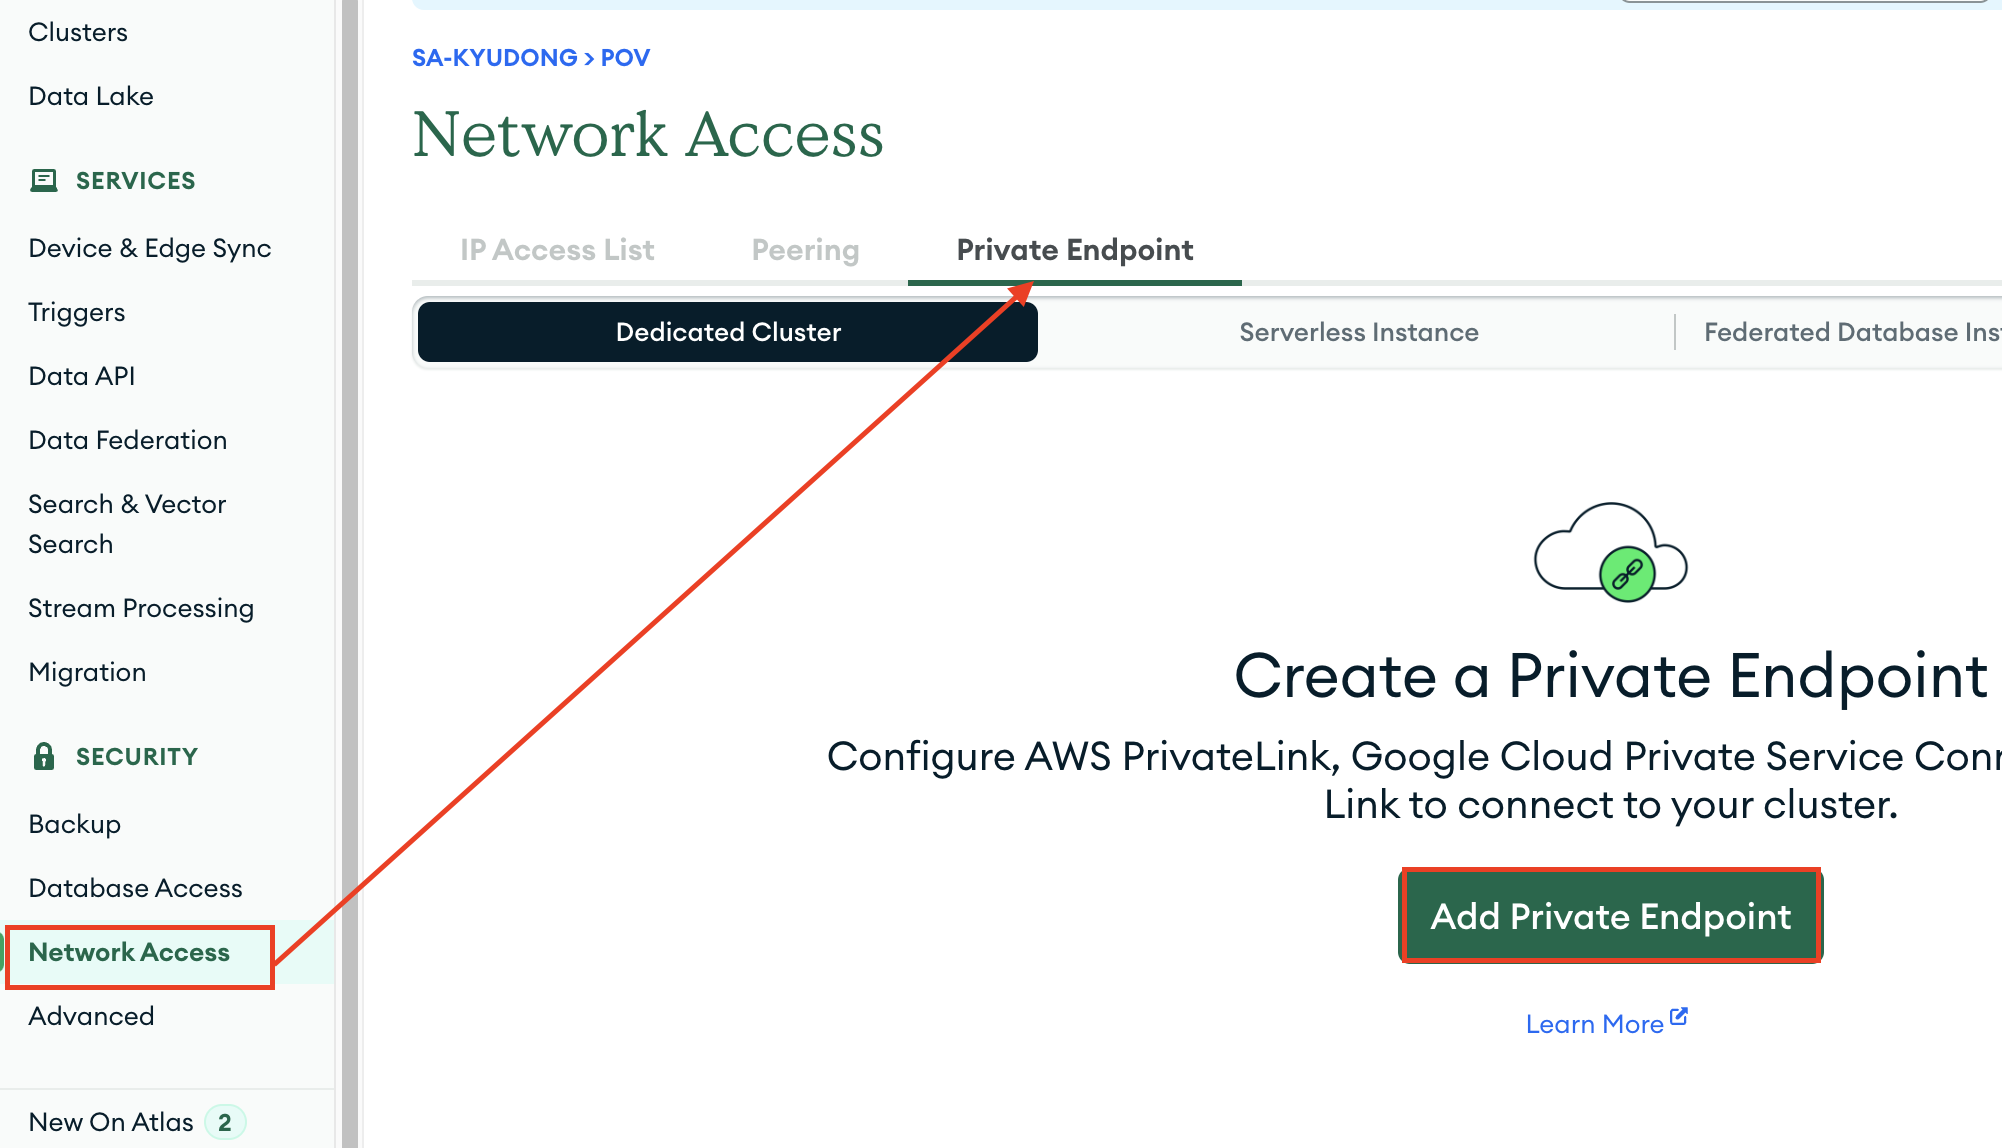 Clusters
Data Lake
SERVICES
Device & Edge Sync
Triggers
Data API
Data Federation
Search & Vector
Search
Stream Processing
Migration
SECURITY
Backup
Database Access
Network Access
Advanced
New On Atlas 2
SA-KYUDONG > POV
Network Access
IP Access List Peering Private Endpoint
Dedicated Cluster Serverless Instance Federated Database
Create a Private Endpoint
Configure AWS PrivateLink, Google Cloud Private Service
Link to connect to your cluster.
Add Private Endpoint
Learn More